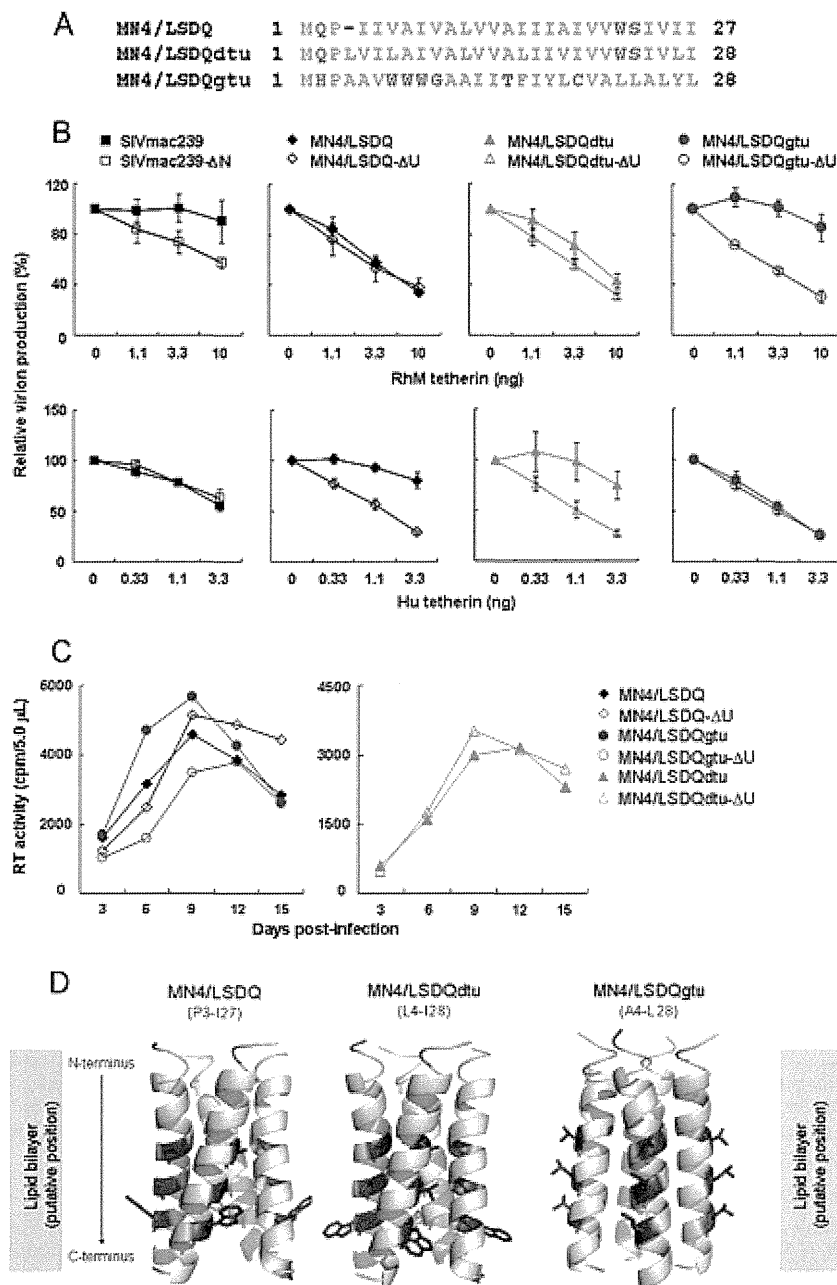 A
MN4/LSDQ 1 MQP-IIVAIVALVVAIIIAIVVWSIVII 27
MN4/LSDQdtu 1 MQPLVILAIVALVVALIIVIVVWSIVLI 28
MN4/LSDQgtu 1 MHPAAVWWWGAAIITFIYLCVALLALYL 28
B
SIVmac239
SIVmac239-ΔN
MN4/LSDQ
MN4/LSDQ-ΔU
MN4/LSDQdtu
MN4/LSDQdtu-ΔU
MN4/LSDQgtu
MN4/LSDQgtu-ΔU
Relative virion production (%)
120
80
40
0
0 1.1 3.3 10
0 1.1 3.3 10
0 1.1 3.3 10
0 1.1 3.3 10
RhM tetherin (ng)
150
100
50
0
0 0.33 1.1 3.3
0 0.33 1.1 3.3
0 0.33 1.1 3.3
0 0.33 1.1 3.3
Hu tetherin (ng)
C
RT activity (cpm/5.0 μL)
6000
4000
2000
0
3 6 9 12 15
4500
3000
1500
0
3 6 9 12 15
Days post-infection
MN4/LSDQ
MN4/LSDQ-ΔU
MN4/LSDQgtu
MN4/LSDQgtu-ΔU
MN4/LSDQdtu
MN4/LSDQdtu-ΔU
D
MN4/LSDQ
(P3-I27)
MN4/LSDQdtu
(L4-I28)
MN4/LSDQgtu
(A4-L28)
Lipid bilayer
(putative position)
N-terminus
C-terminus
Lipid bilayer
(putative position)